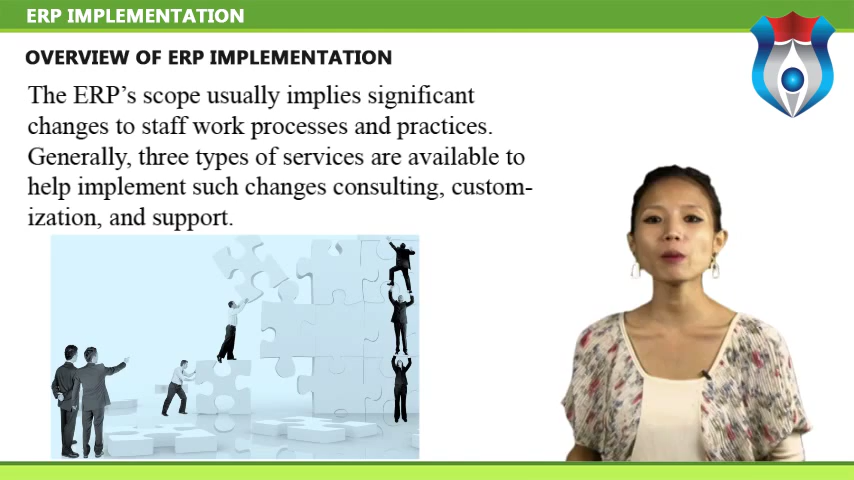 ERP IMPLEMENTATION
OVERVIEW OF ERP IMPLEMENTATION
The ERP’s scope usually implies significant
changes to staff work processes and practices.
Generally, three types of services are available to
help implement such changes consulting, custom-
ization, and support.